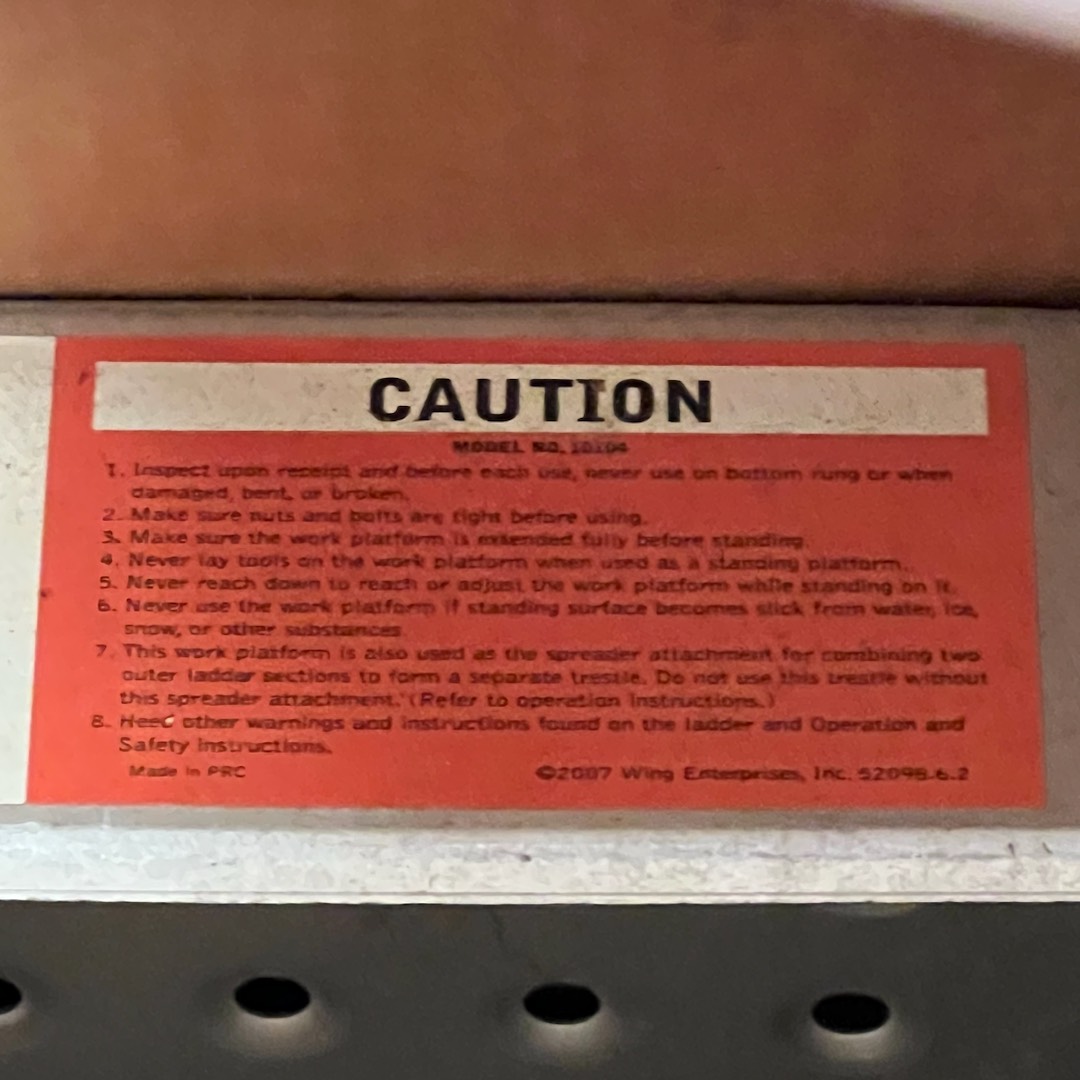 CAUTION
MODEL NO. 10104
1. Inspect upon receipt and before each use, never use on bottom rung or when
damaged, bent, or broken.
2. Make sure nuts and bolts are tight before using.
3. Make sure the work platform is extended fully before standing.
4. Never lay tools on the work platform when used as a standing platform.
5. Never reach down to reach or adjust the work platform while standing on it.
6. Never use the work platform if standing surface becomes slick from water, ice,
snow, or other substances
7. This work platform is also used as the spreader attachment for combining two
outer ladder sections to form a separate trestle. Do not use this trestle without
this spreader attachment. (Refer to operation instructions.)
8. Heed other warnings and instructions found on the ladder and Operation and
Safety Instructions.
Made in PRC
©2007 Wing Enterprises, Inc. 52098.6.2